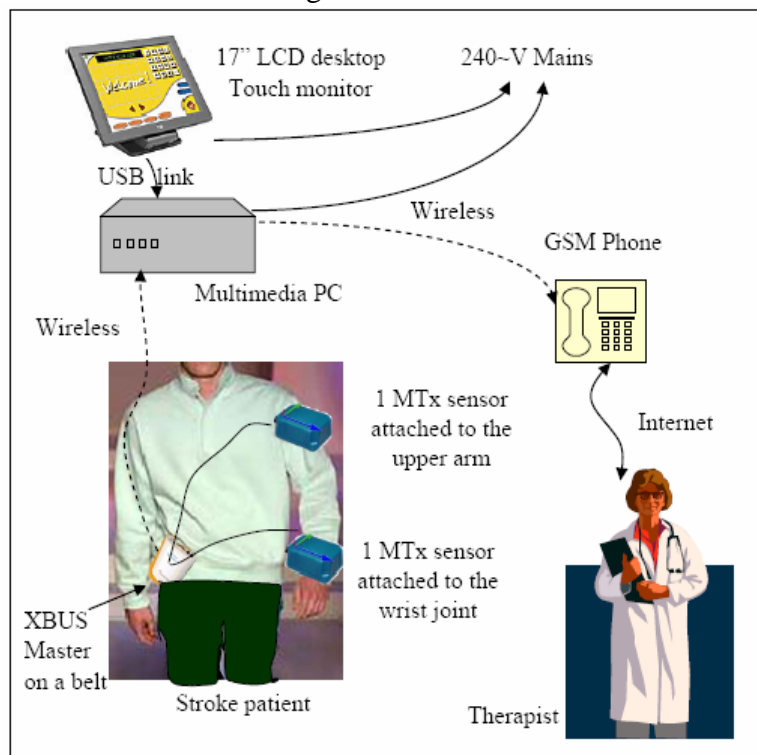 17” LCD desktop
Touch monitor
240~V Mains
Welcome!
USB link
Wireless
GSM Phone
Multimedia PC
Wireless
1 MTx sensor
attached to the
upper arm
Internet
1 MTx sensor
attached to the
wrist joint
XBUS
Master
on a belt
Stroke patient
Therapist